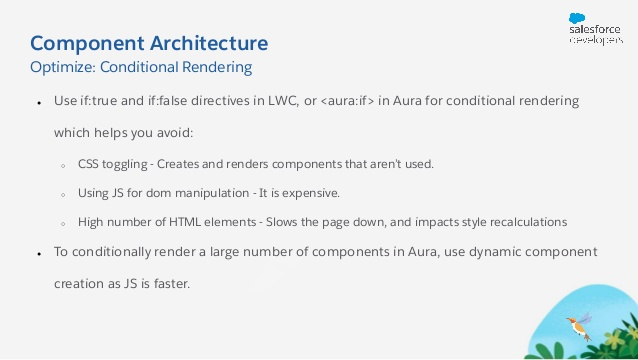 salesforce
developers
Component Architecture
Optimize: Conditional Rendering
● Use if:true and if:false directives in LWC, or <aura:if> in Aura for conditional rendering
which helps you avoid:
○ CSS toggling - Creates and renders components that aren't used.
○ Using JS for dom manipulation - It is expensive.
○ High number of HTML elements - Slows the page down, and impacts style recalculations
● To conditionally render a large number of components in Aura, use dynamic component
creation as JS is faster.